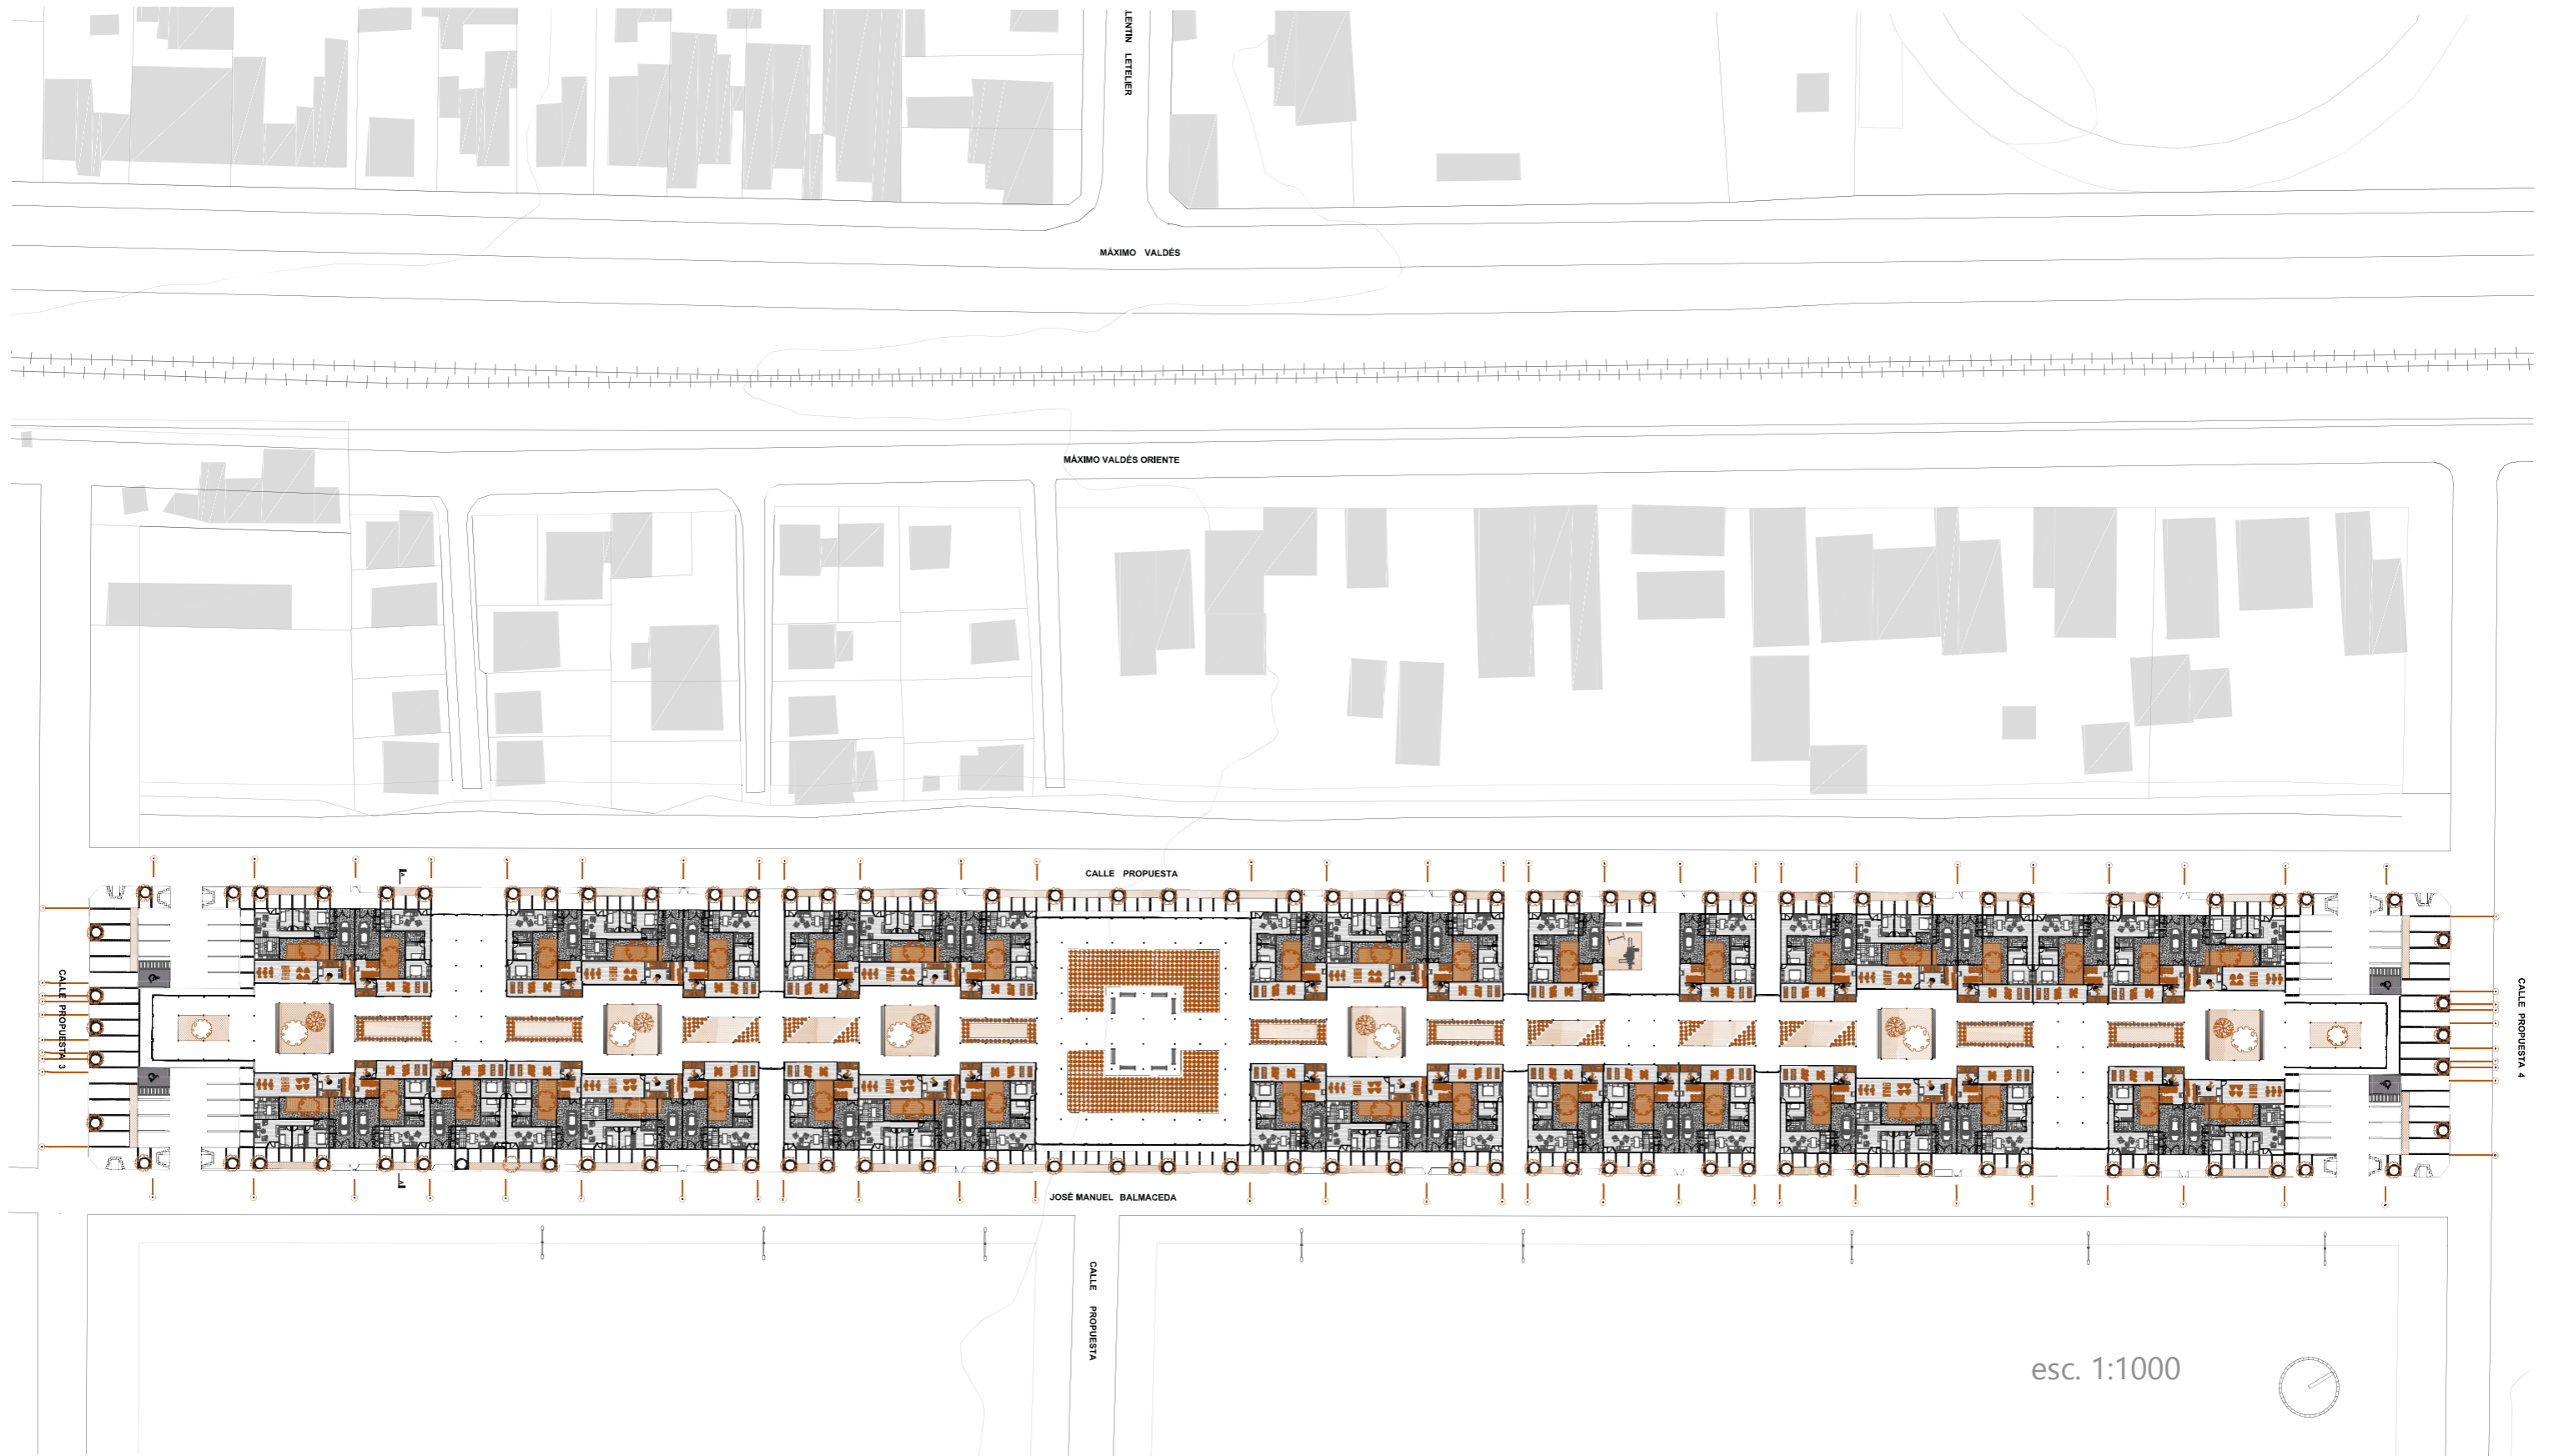 LENTIN LETELIER
MÁXIMO VALDÉS
MÁXIMO VALDÉS ORIENTE
CALLE PROPUESTA
CALLE PROPUESTA 3
CALLE PROPUESTA 4
JOSÉ MANUEL BALMACEDA
CALLE PROPUESTA
esc. 1:1000